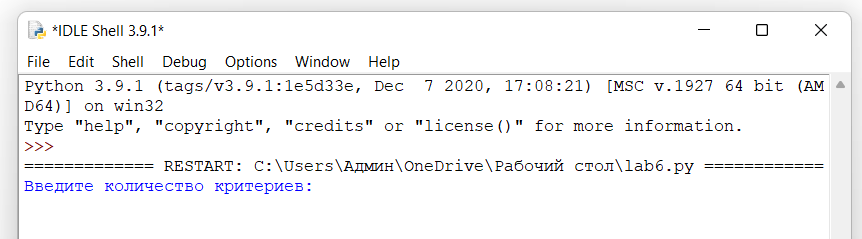 *IDLE Shell 3.9.1*
File Edit Shell Debug Options Window Help
Python 3.9.1 (tags/v3.9.1:1e5d33e, Dec  7 2020, 17:08:21) [MSC v.1927 64 bit (AM
D64)] on win32
Type "help", "copyright", "credits" or "license()" for more information.
>>>
============= RESTART: C:\Users\Админ\OneDrive\Рабочий стол\lab6.py ============
Введите количество критериев: